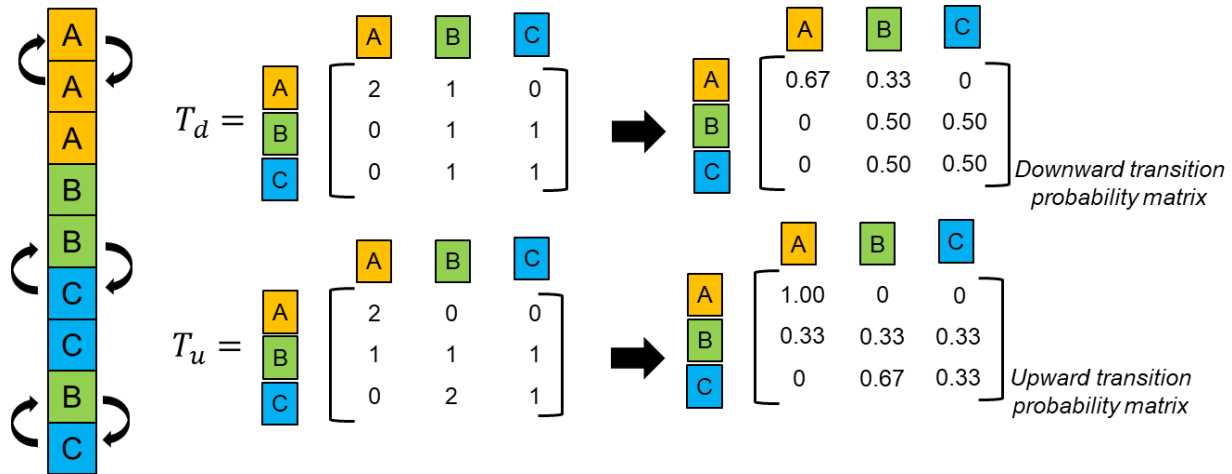 A
A
A
B
B
C
C
B
C
A B C
T_d =
A 2 1 0
B 0 1 1
C 0 1 1
A B C
A 0.67 0.33 0
B 0 0.50 0.50
C 0 0.50 0.50
Downward transition
probability matrix
A B C
T_u =
A 2 0 0
B 1 1 1
C 0 2 1
A B C
A 1.00 0 0
B 0.33 0.33 0.33
C 0 0.67 0.33
Upward transition
probability matrix